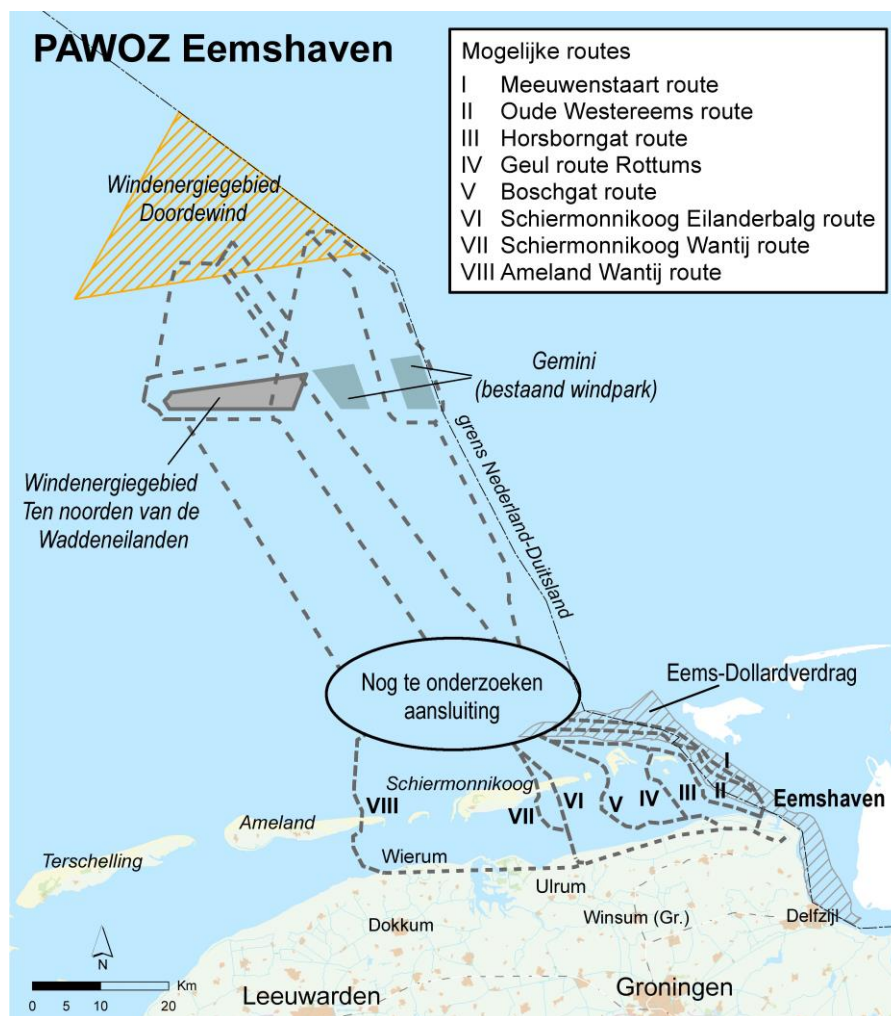 PAWOZ Eemshaven
Mogelijke routes
I Meeuwenstaart route
II Oude Westereems route
III Horsborngat route
IV Geul route Rottums
V Boschgat route
VI Schiermonnikoog Eilanderbalg route
VII Schiermonnikoog Wantij route
VIII Ameland Wantij route
Windenergiegebied
Doordewind
Gemini
(bestaand windpark)
grens Nederland-Duitsland
Windenergiegebied
Ten noorden van de
Waddeneilanden
Nog te onderzoeken
aansluiting
Eems-Dollardverdrag
I
II
III
IV
V
VI
VII
VIII
Eemshaven
Schiermonnikoog
Ameland
Terschelling
Wierum
Ulrum
Dokkum
Winsum (Gr.)
Delfzijl
N
Km
0 5 10 20
Leeuwarden
Groningen